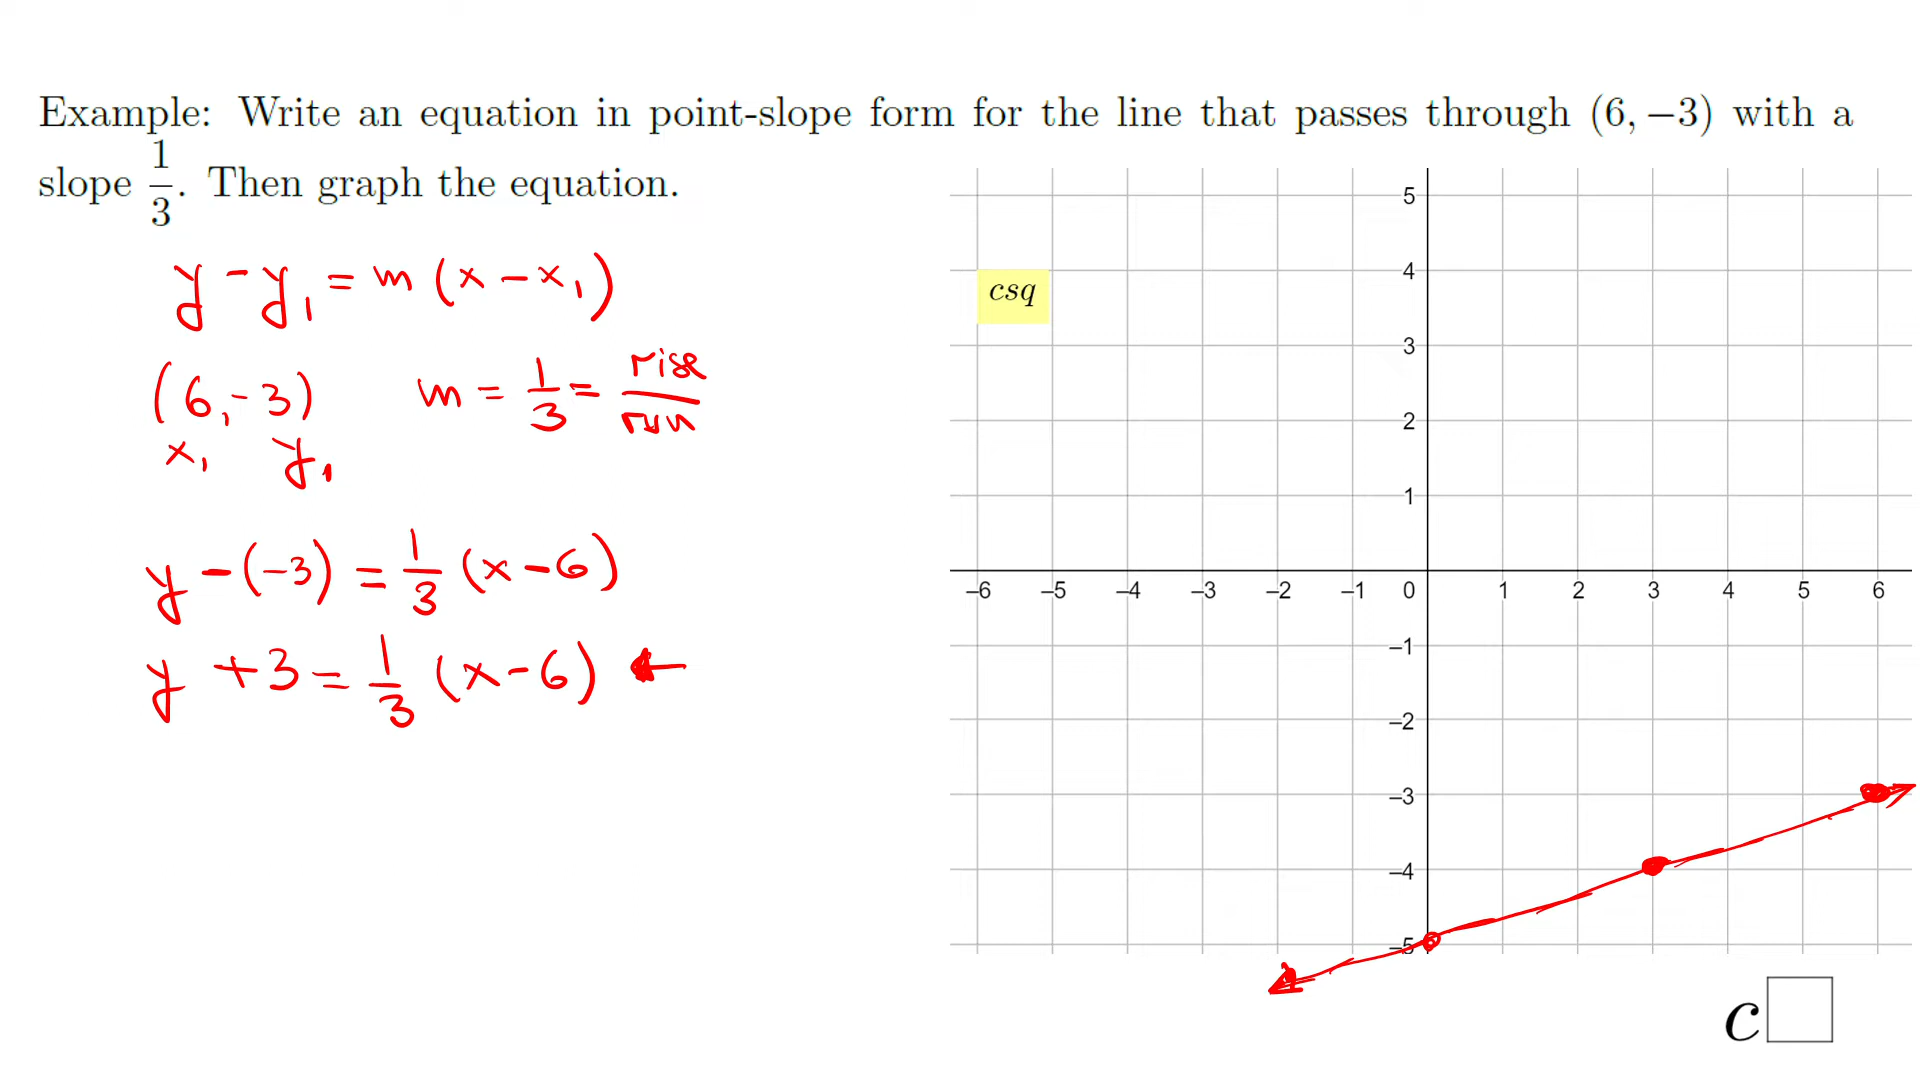 Example: Write an equation in point-slope form for the line that passes through (6, −3) with a
slope 1/3. Then graph the equation.
y - y₁ = m (x - x₁)
(6, -3) m = 1/3 = rise/run
x₁ y₁
y - (-3) = 1/3 (x - 6)
y + 3 = 1/3 (x - 6) ←
csq
5
4
3
2
1
–6 –5 –4 –3 –2 –1 0 1 2 3 4 5 6
–1
–2
–3
–4
–5
c